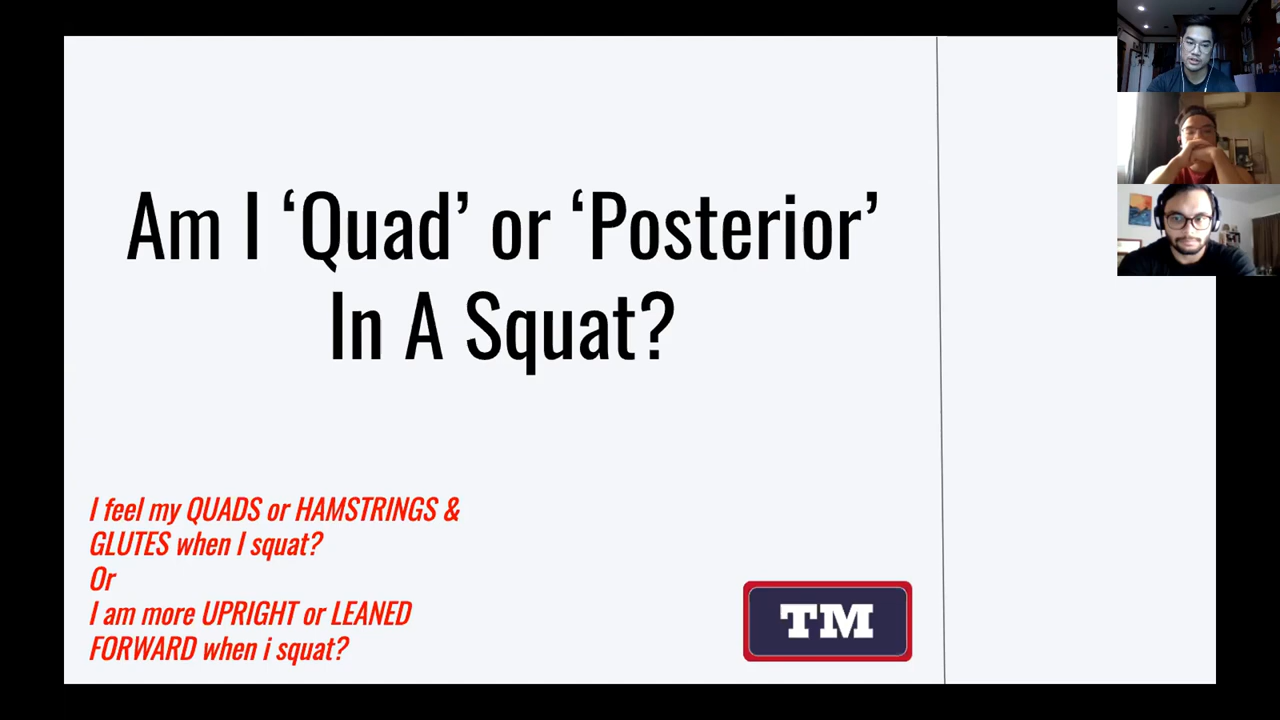 Am I ‘Quad’ or ‘Posterior’
In A Squat?
I feel my QUADS or HAMSTRINGS &
GLUTES when I squat?
Or
I am more UPRIGHT or LEANED
FORWARD when i squat?
TM